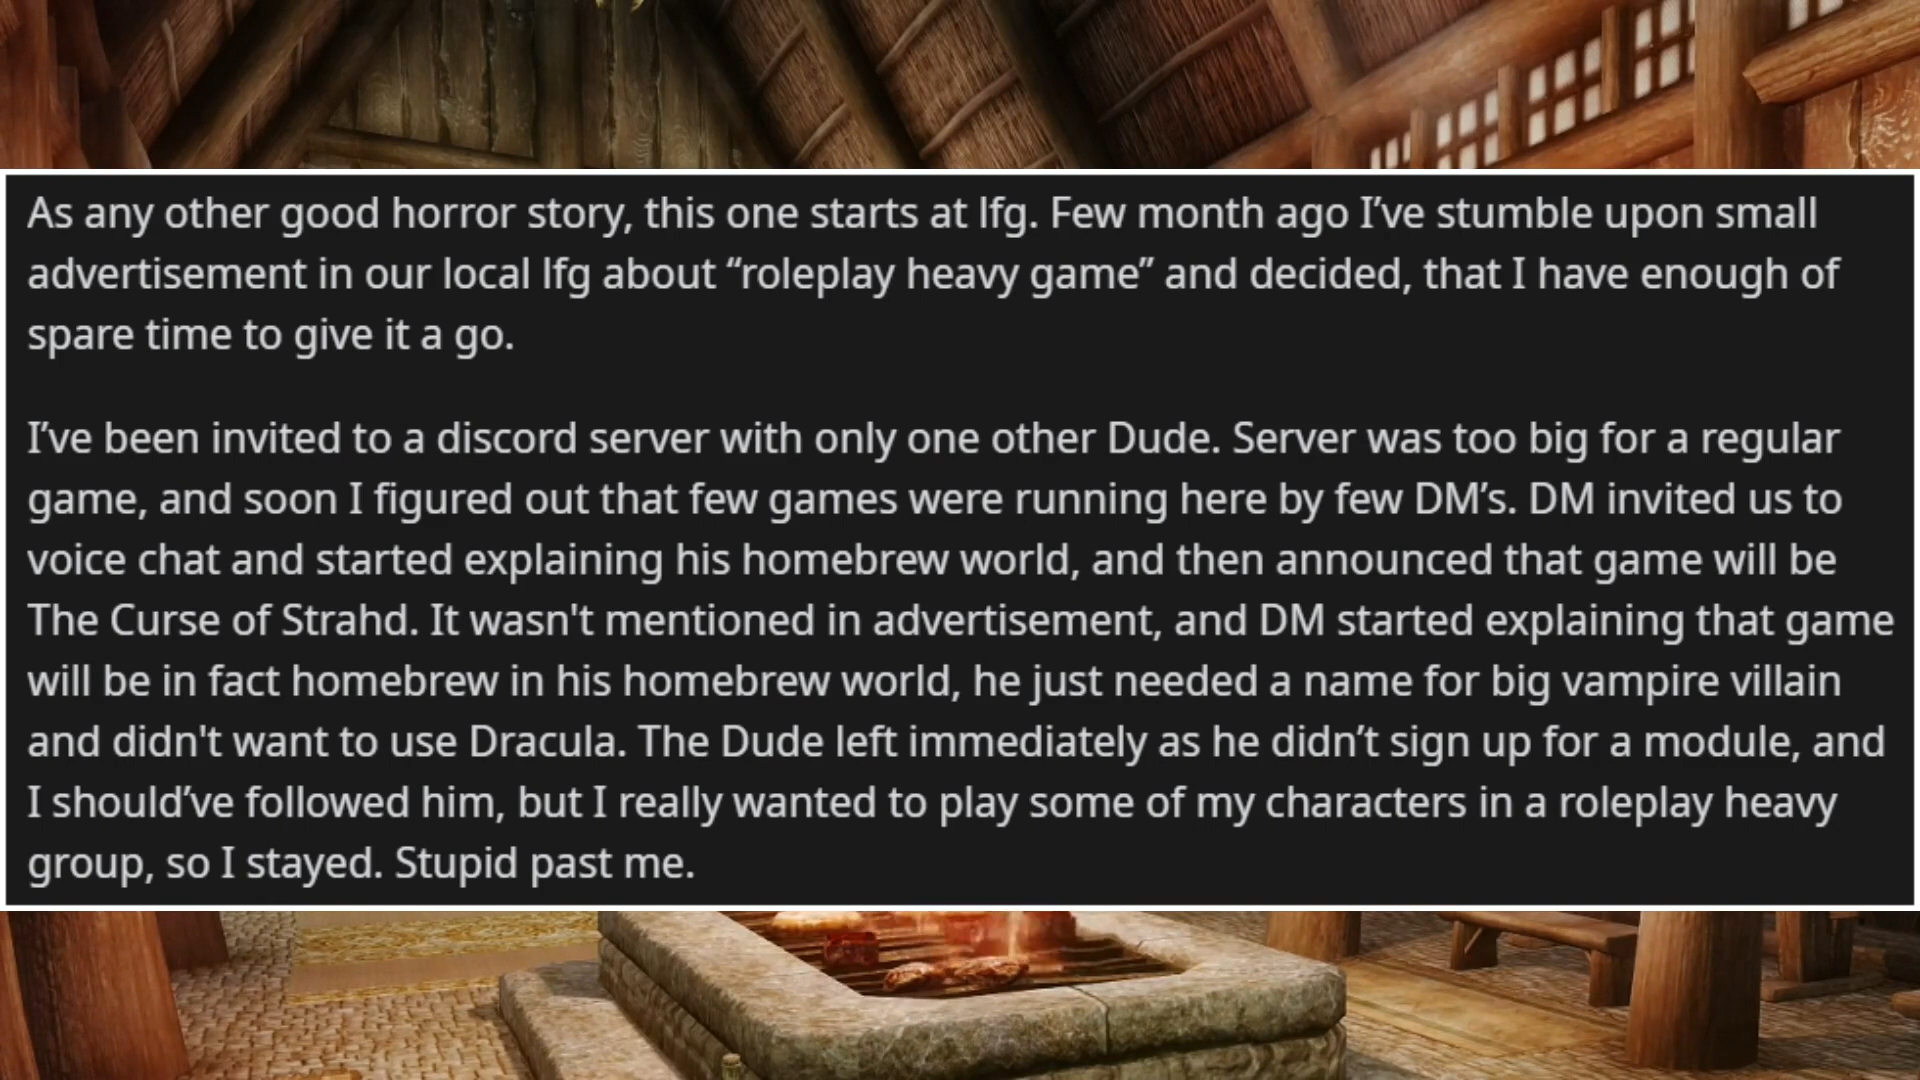 As any other good horror story, this one starts at lfg. Few month ago I’ve stumble upon small
advertisement in our local lfg about “roleplay heavy game” and decided, that I have enough of
spare time to give it a go.
I’ve been invited to a discord server with only one other Dude. Server was too big for a regular
game, and soon I figured out that few games were running here by few DM’s. DM invited us to
voice chat and started explaining his homebrew world, and then announced that game will be
The Curse of Strahd. It wasn't mentioned in advertisement, and DM started explaining that game
will be in fact homebrew in his homebrew world, he just needed a name for big vampire villain
and didn't want to use Dracula. The Dude left immediately as he didn’t sign up for a module, and
I should’ve followed him, but I really wanted to play some of my characters in a roleplay heavy
group, so I stayed. Stupid past me.